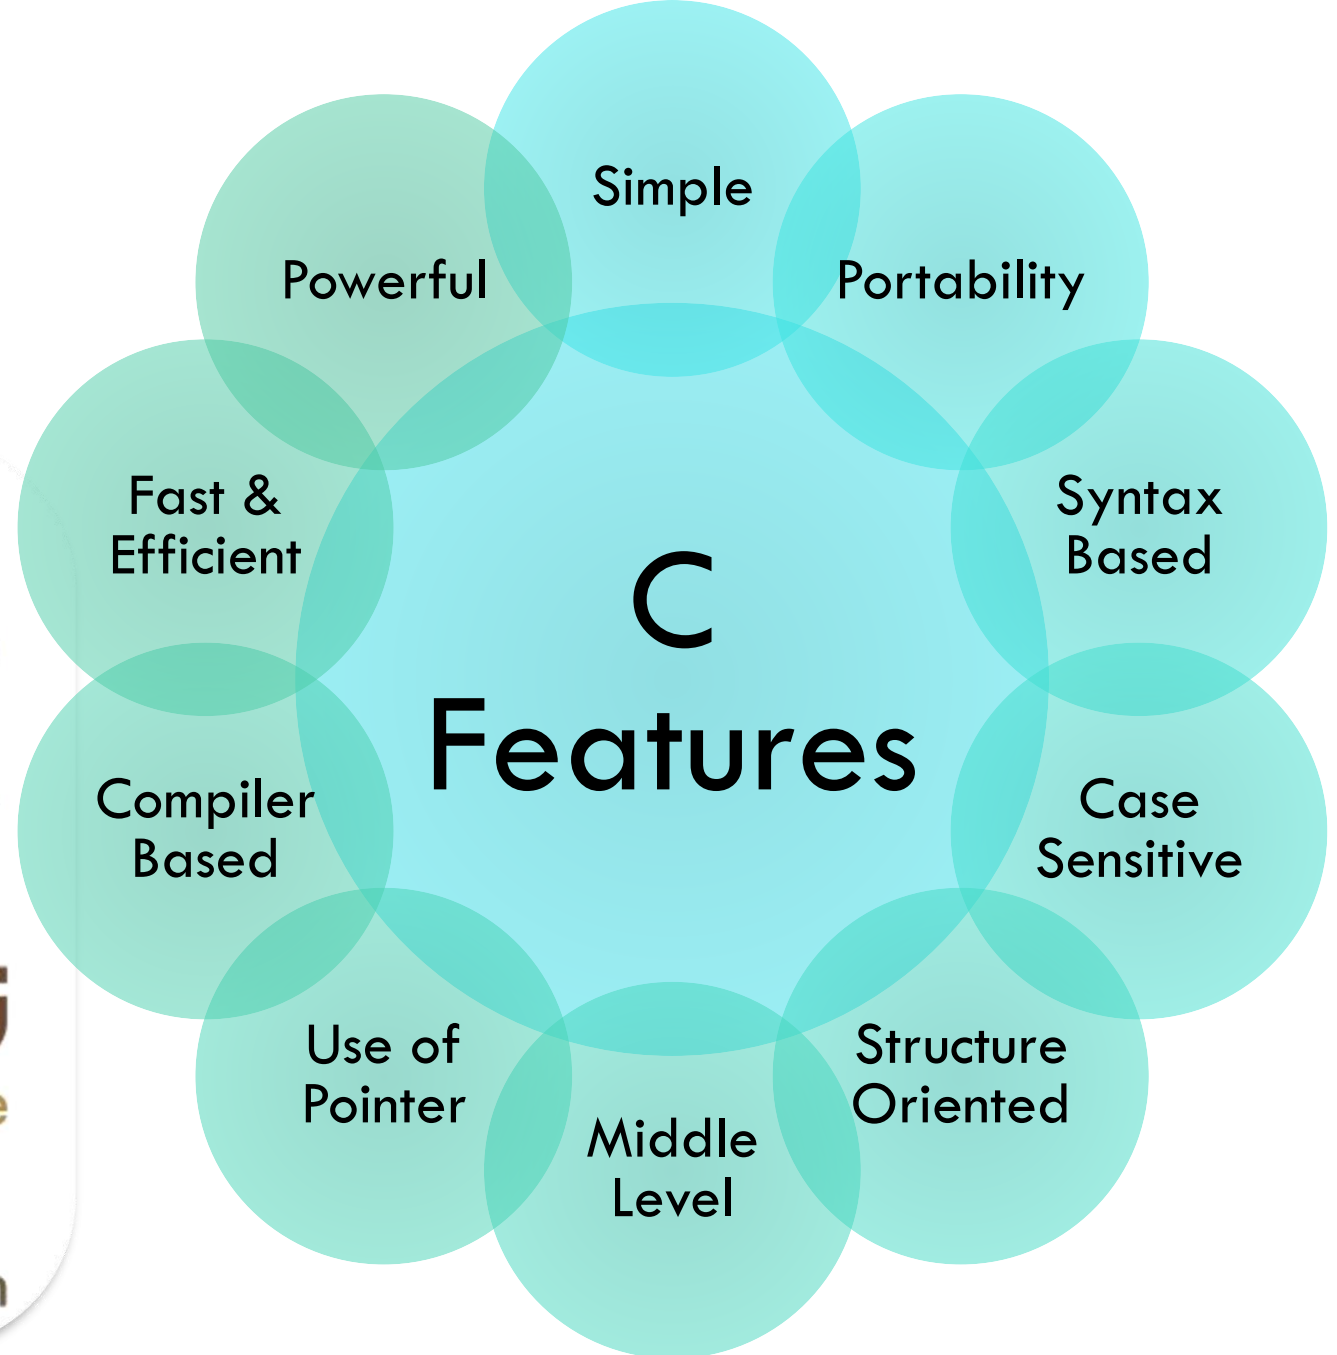 Simple
Portability
Syntax
Based
Case
Sensitive
Structure
Oriented
Middle
Level
Use of
Pointer
Compiler
Based
Fast &
Efficient
Powerful
C
Features